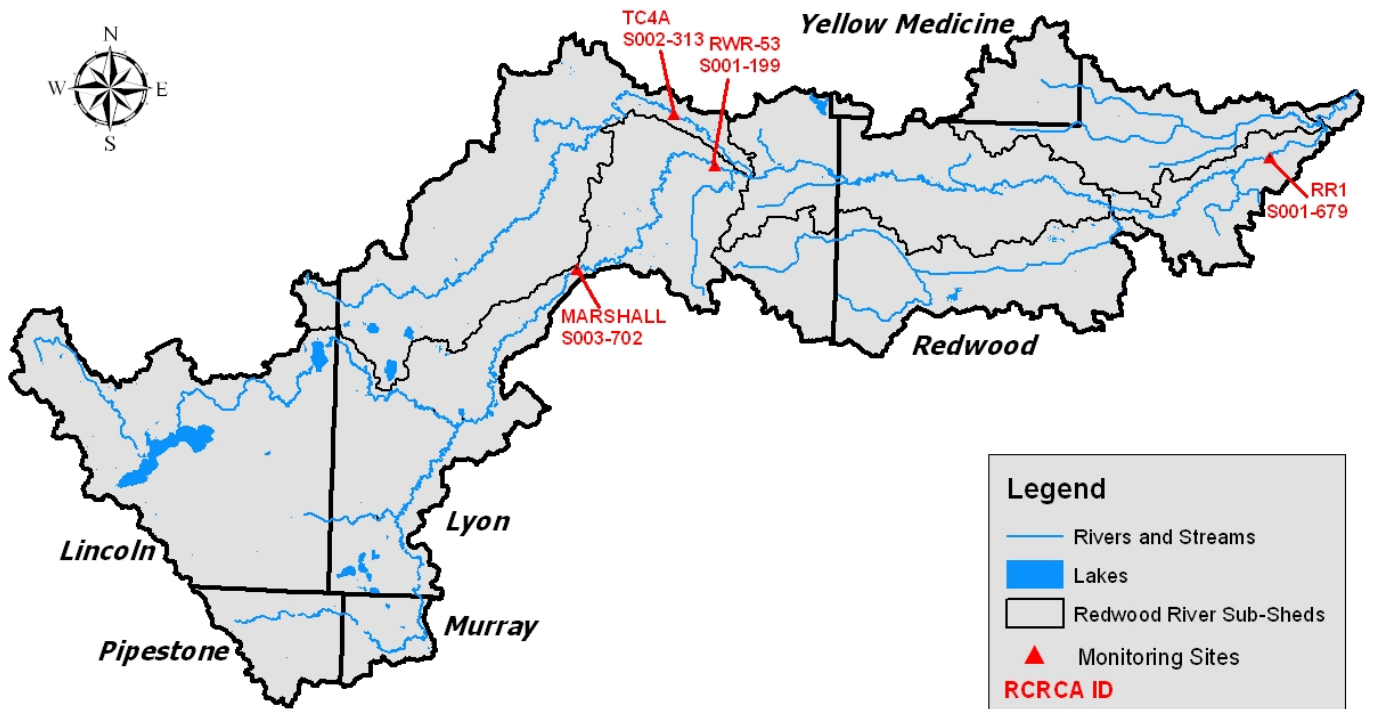 Yellow Medicine
TC4A
S002-313
RWR-53
S001-199
N
W
E
S
RR1
S001-679
MARSHALL
S003-702
Redwood
Lyon
Lincoln
Murray
Pipestone
Legend
Rivers and Streams
Lakes
Redwood River Sub-Sheds
Monitoring Sites
RCRCA ID